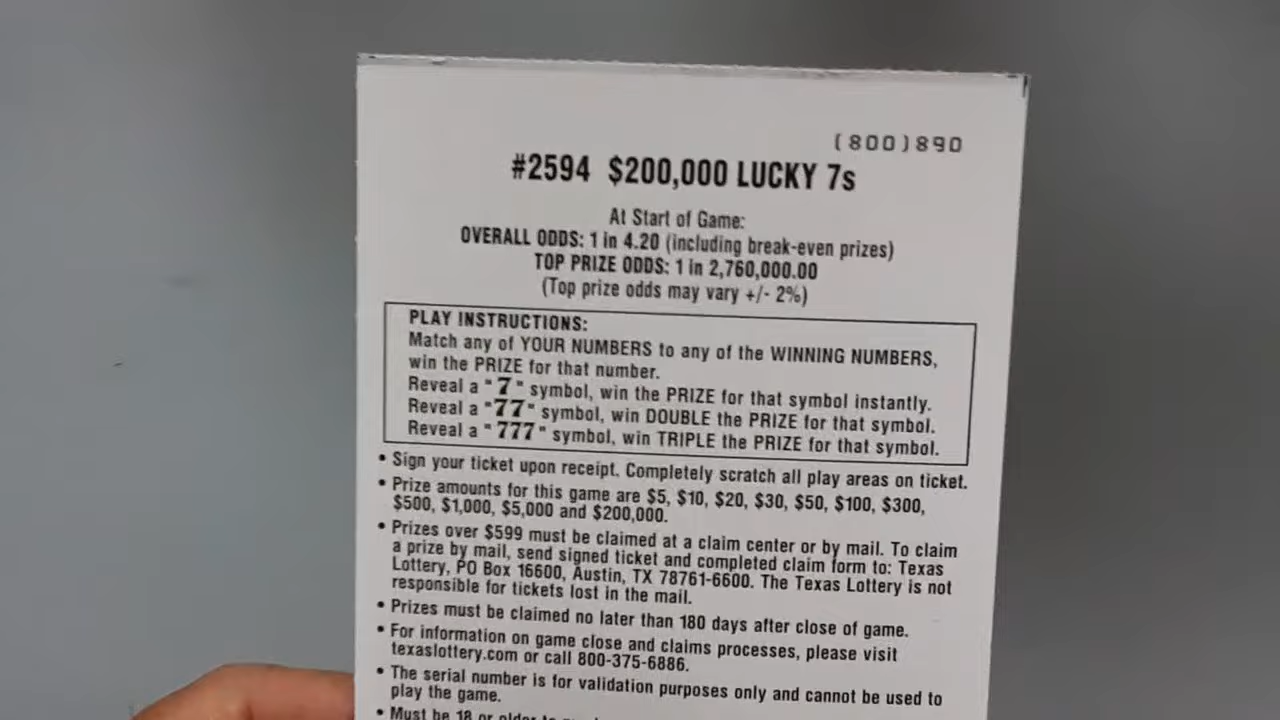 (800)890
#2594 $200,000 LUCKY 7s
At Start of Game:
OVERALL ODDS: 1 in 4.20 (including break-even prizes)
TOP PRIZE ODDS: 1 in 2,760,000.00
(Top prize odds may vary +/- 2%)
PLAY INSTRUCTIONS:
Match any of YOUR NUMBERS to any of the WINNING NUMBERS,
win the PRIZE for that number.
Reveal a "7" symbol, win the PRIZE for that symbol instantly.
Reveal a "77" symbol, win DOUBLE the PRIZE for that symbol.
Reveal a "777" symbol, win TRIPLE the PRIZE for that symbol.
• Sign your ticket upon receipt. Completely scratch all play areas on ticket.
• Prize amounts for this game are $5, $10, $20, $30, $50, $100, $300,
$500, $1,000, $5,000 and $200,000.
• Prizes over $599 must be claimed at a claim center or by mail. To claim
a prize by mail, send signed ticket and completed claim form to: Texas
Lottery, PO Box 16600, Austin, TX 78761-6600. The Texas Lottery is not
responsible for tickets lost in the mail.
• Prizes must be claimed no later than 180 days after close of game.
• For information on game close and claims processes, please visit
texaslottery.com or call 800-375-6886.
• The serial number is for validation purposes only and cannot be used to
play the game.
• Must be 18 or older to